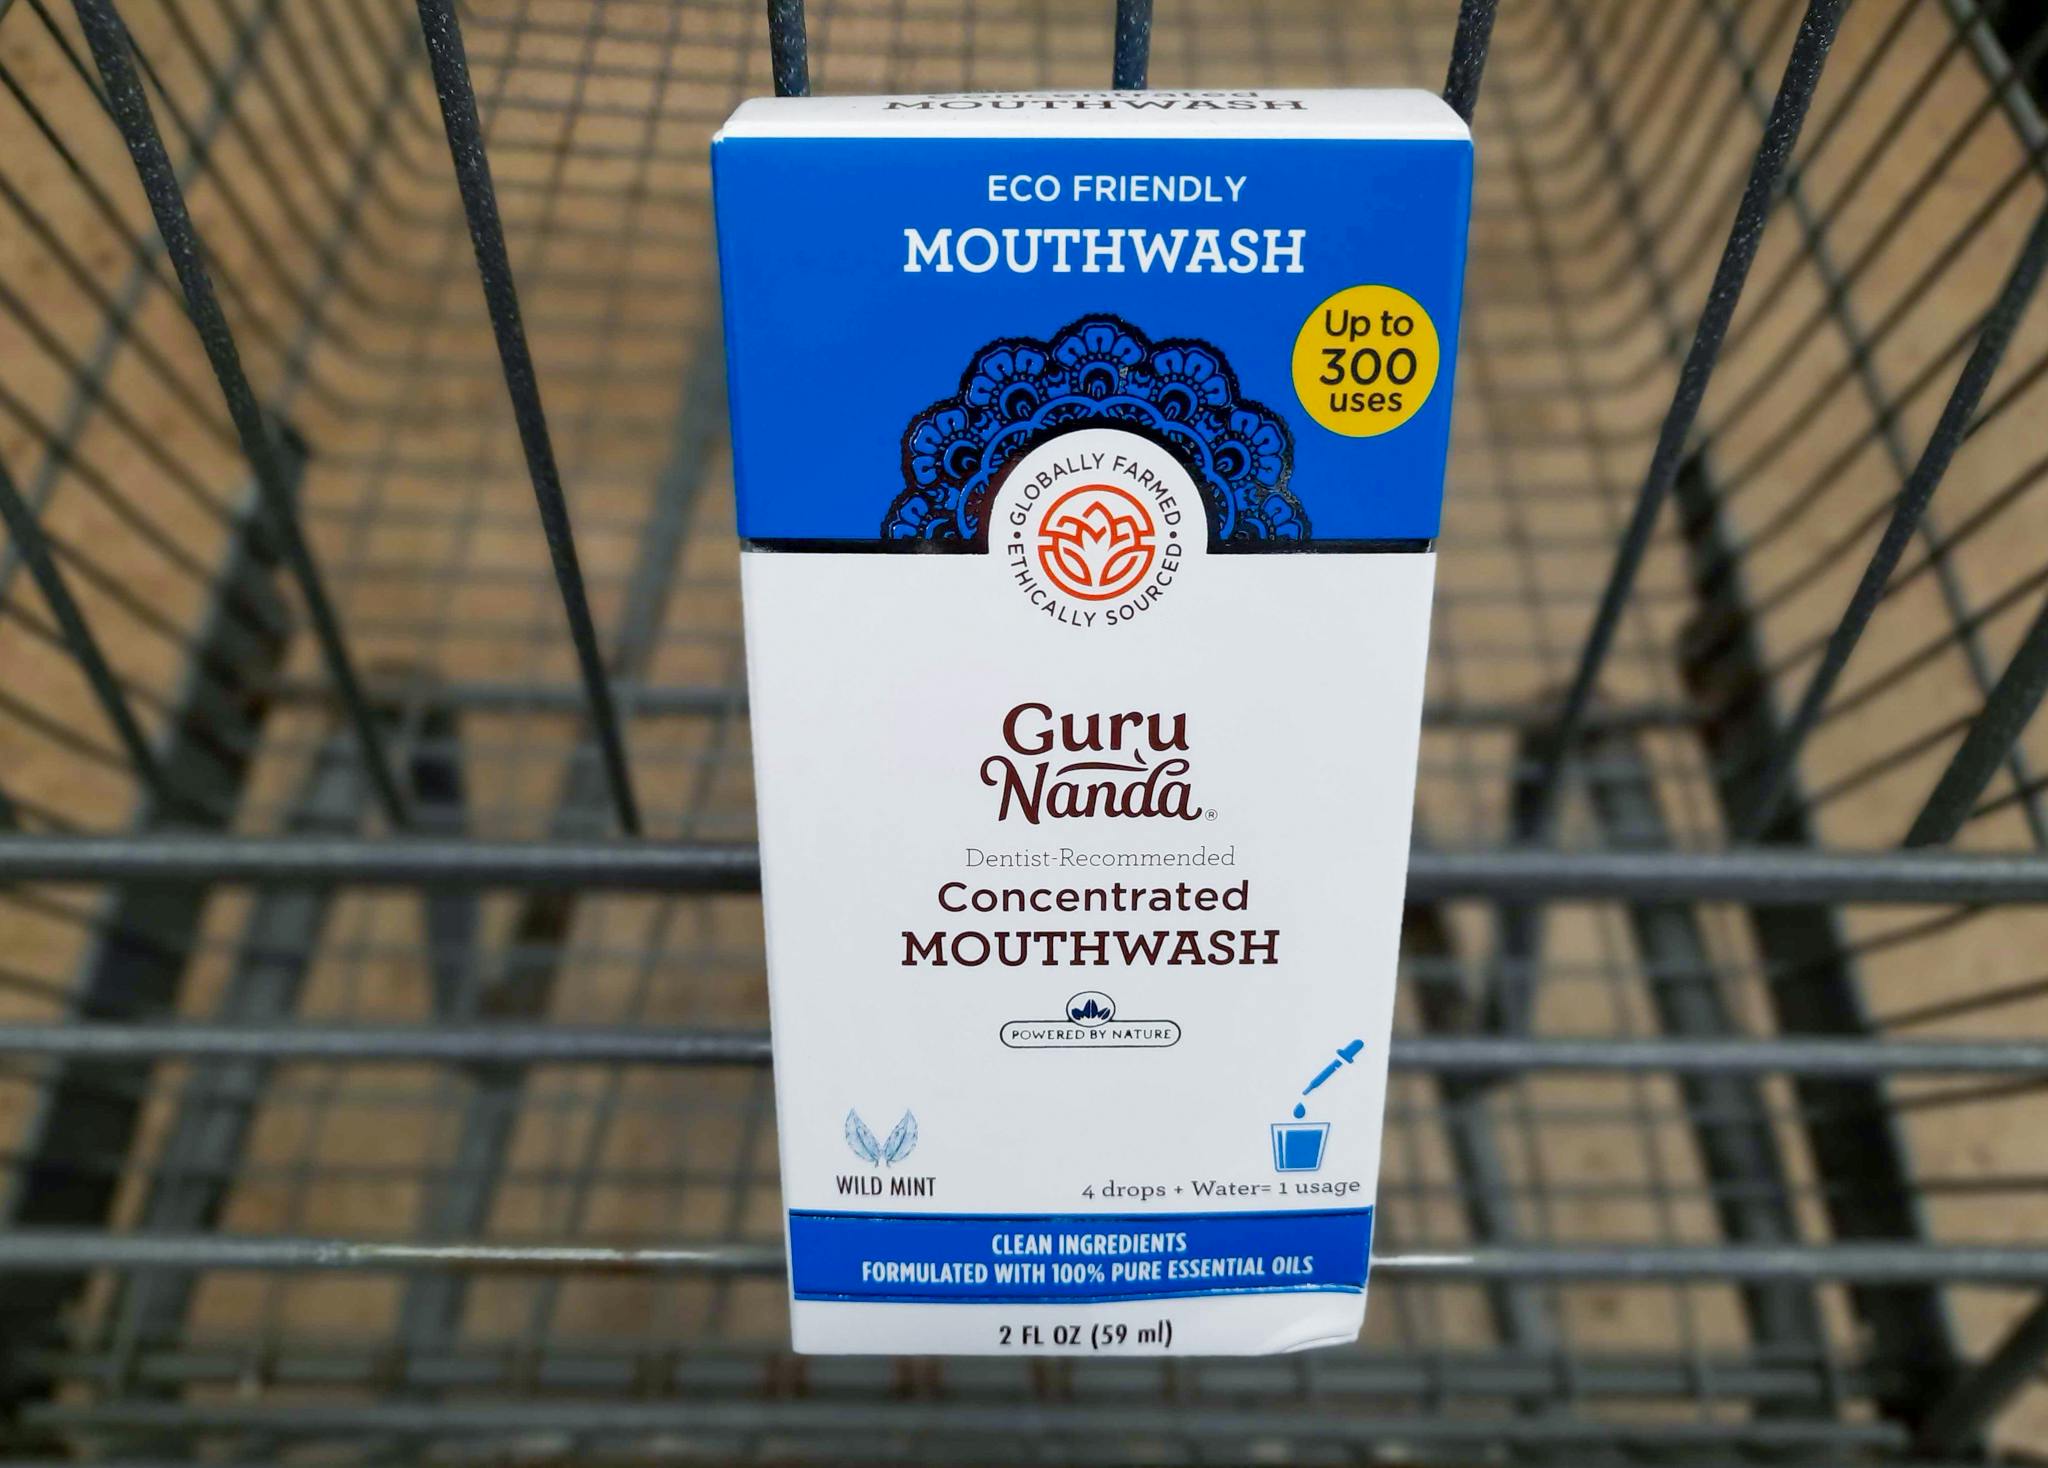 Concentrated
MOUTHWASH
ECO FRIENDLY
MOUTHWASH
Up to
300
uses
• GLOBALLY FARMED •
ETHICALLY SOURCED
Guru
Nanda®
Dentist-Recommended
Concentrated
MOUTHWASH
POWERED BY NATURE
WILD MINT
4 drops + Water= 1 usage
CLEAN INGREDIENTS
FORMULATED WITH 100% PURE ESSENTIAL OILS
2 FL OZ (59 ml)